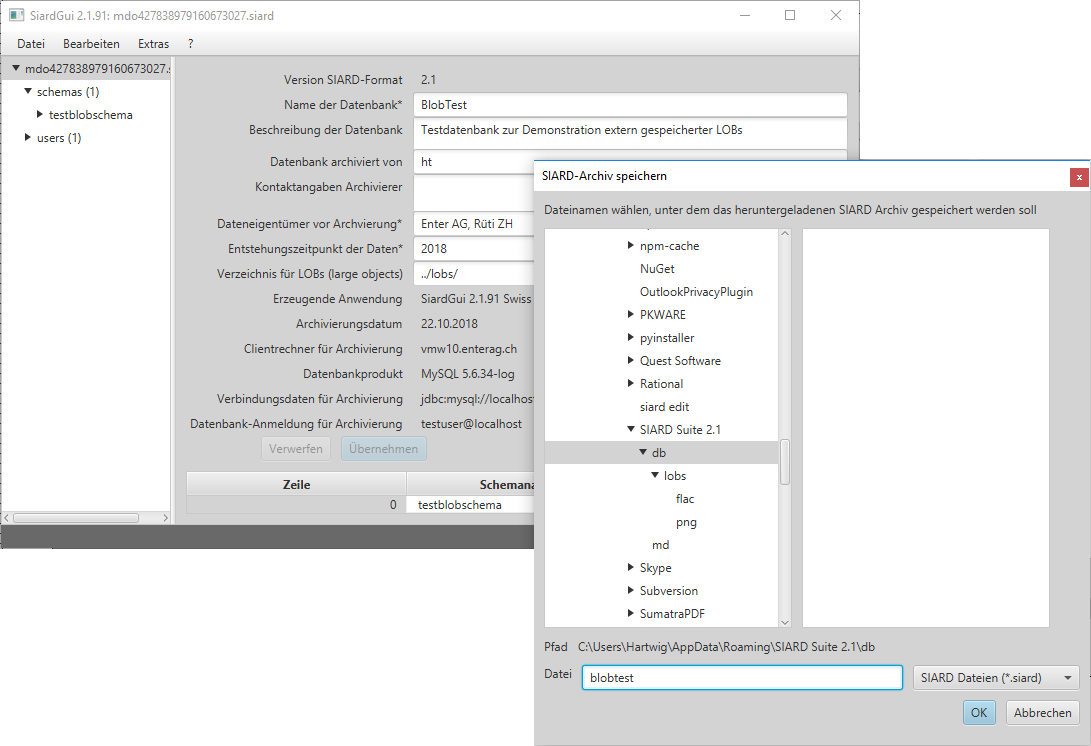 SiardGui 2.1.91: mdo427838979160673027.siard
Datei Bearbeiten Extras ?
mdo427838979160673027.s
schemas (1)
testblobschema
users (1)
Version SIARD-Format 2.1
Name der Datenbank* BlobTest
Beschreibung der Datenbank Testdatenbank zur Demonstration extern gespeicherter LOBs
Datenbank archiviert von ht
Kontaktangaben Archivierer
Dateneigentümer vor Archvierung* Enter AG, Rüti ZH
Entstehungszeitpunkt der Daten* 2018
Verzeichnis für LOBs (large objects) ../lobs/
Erzeugende Anwendung SiardGui 2.1.91 Swiss
Archivierungsdatum 22.10.2018
Clientrechner für Archivierung vmw10.enterag.ch
Datenbankprodukt MySQL 5.6.34-log
Verbindungsdaten für Archivierung jdbc:mysql://localhos
Datenbank-Anmeldung für Archivierung testuser@localhost
Verwerfen Übernehmen
Zeile Schemana
0 testblobschema
SIARD-Archiv speichern x
Dateinamen wählen, unter dem das heruntergeladenen SIARD Archiv gespeichert werden soll
npm-cache
NuGet
OutlookPrivacyPlugin
PKWARE
pyinstaller
Quest Software
Rational
siard edit
SIARD Suite 2.1
db
lobs
flac
png
md
Skype
Subversion
SumatraPDF
Pfad C:\Users\Hartwig\AppData\Roaming\SIARD Suite 2.1\db
Datei blobtest SIARD Dateien (*.siard)
OK Abbrechen